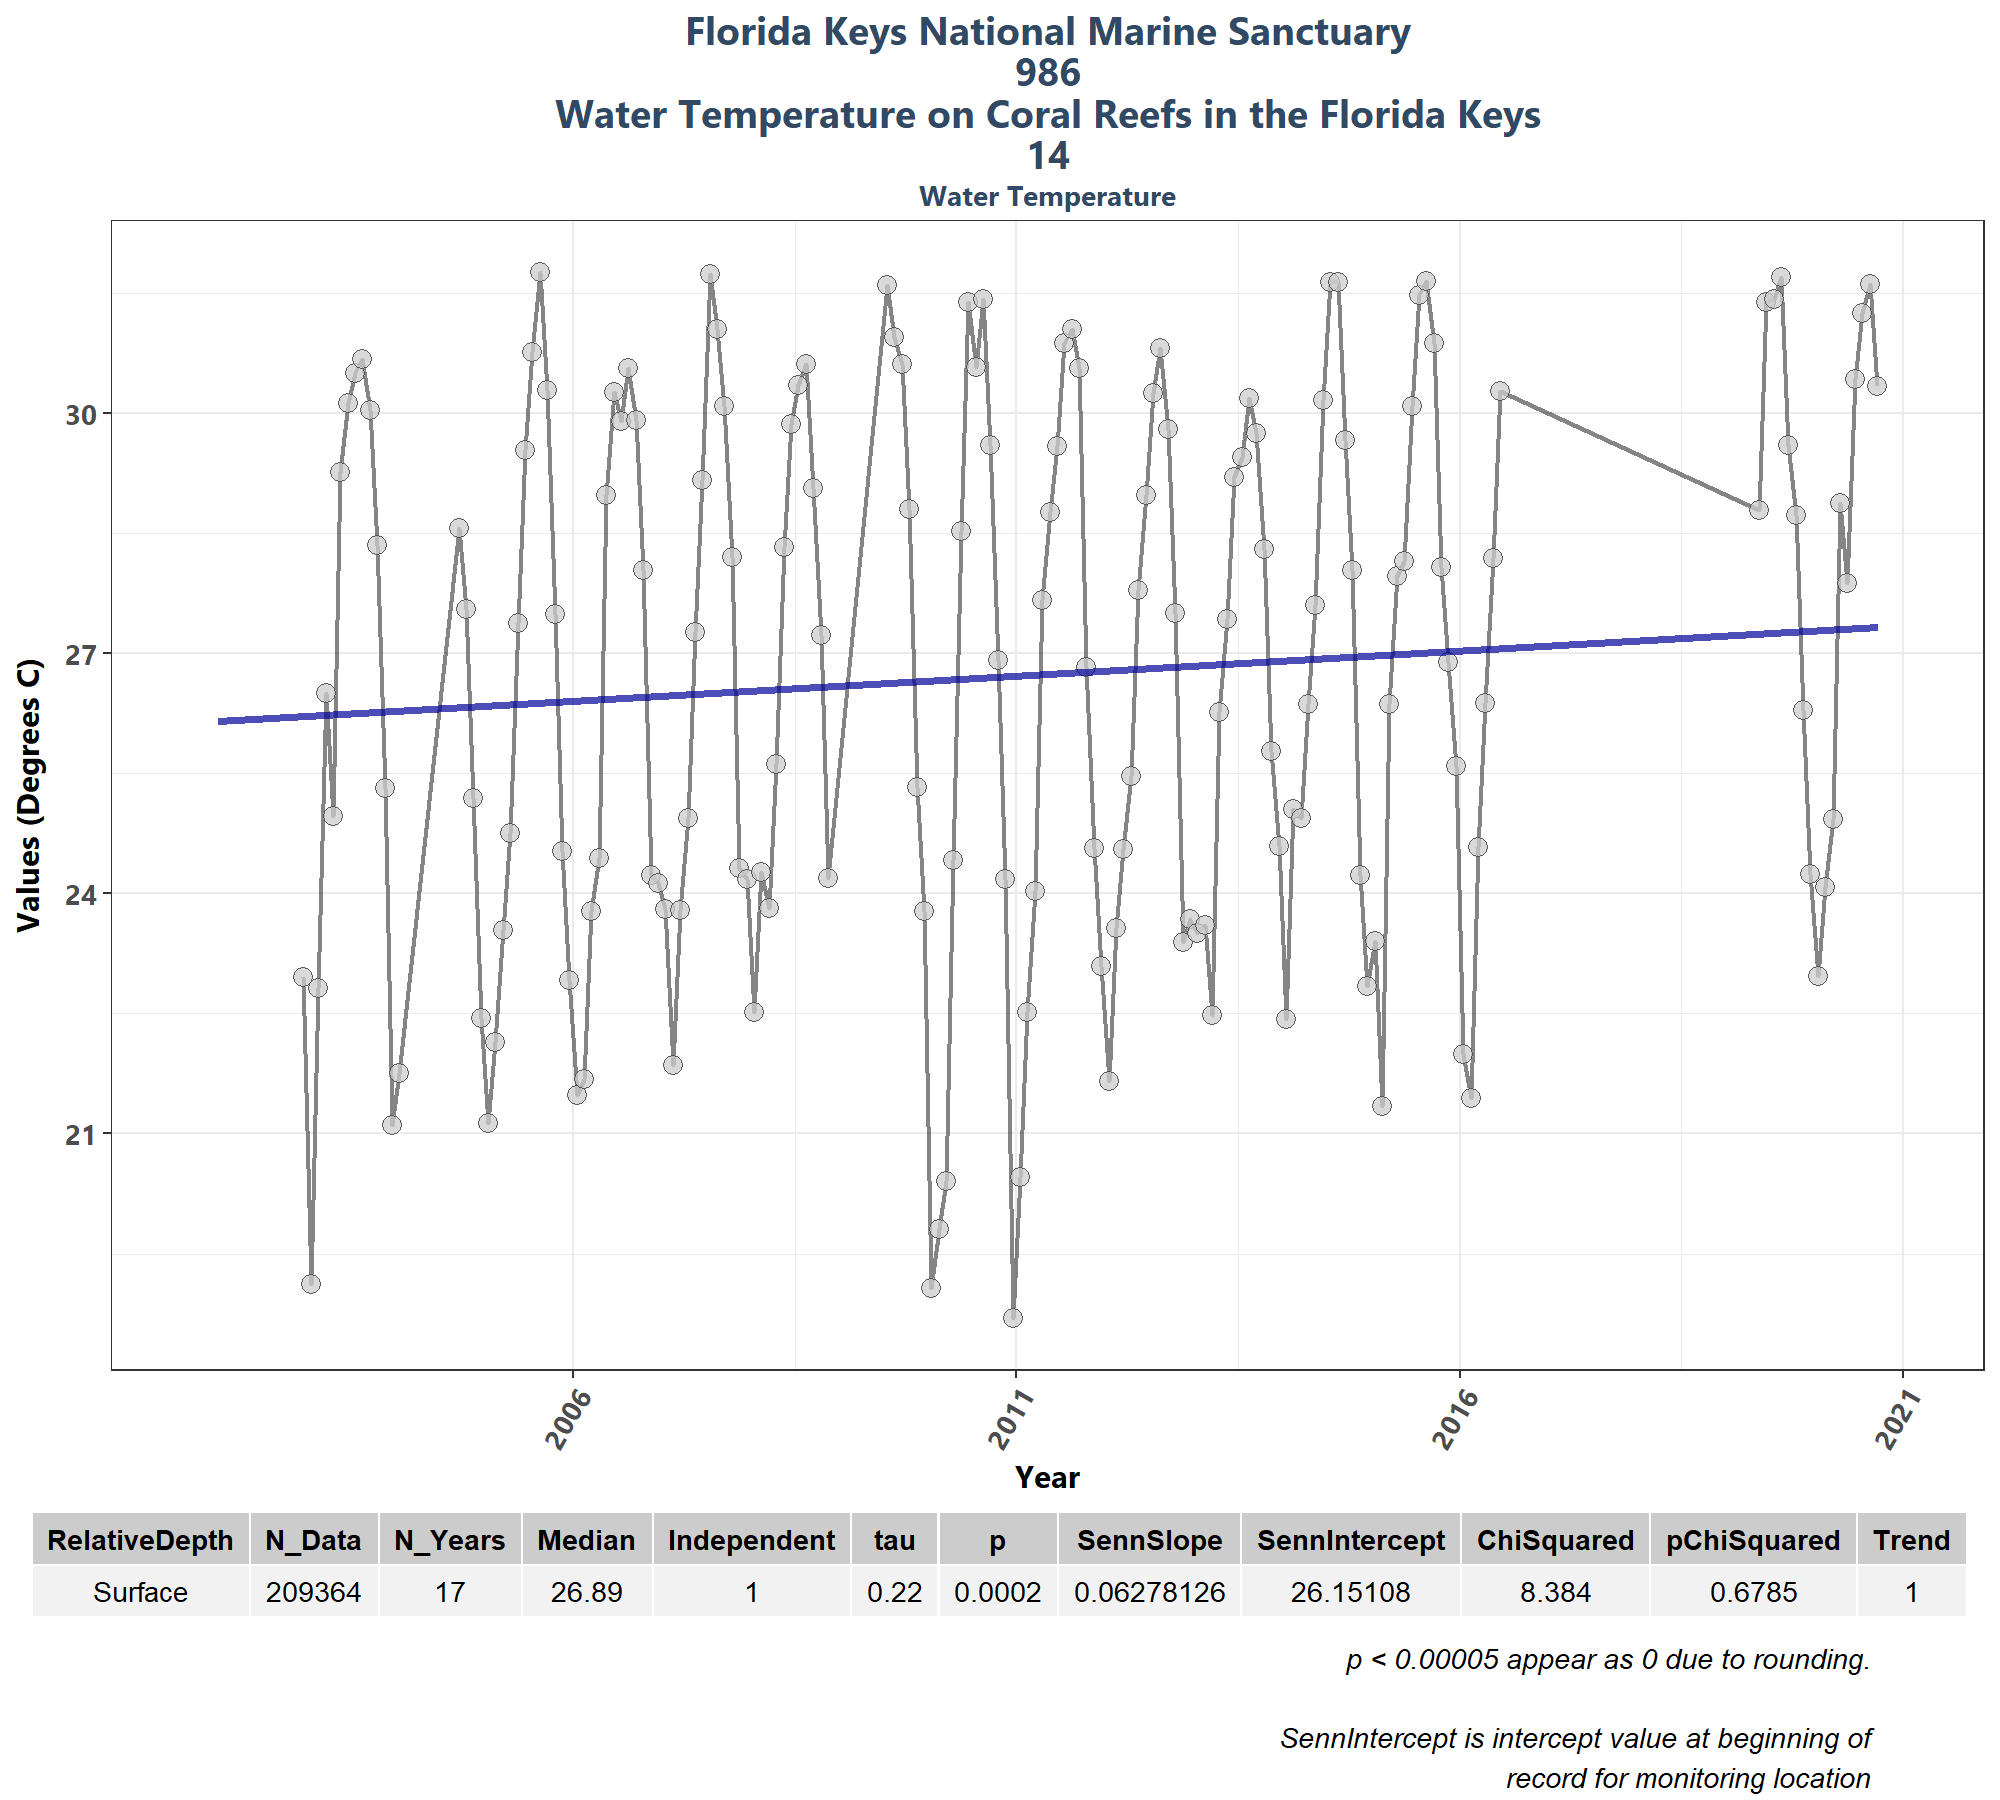 Florida Keys National Marine Sanctuary
986
Water Temperature on Coral Reefs in the Florida Keys
14
Water Temperature
Values (Degrees C)
30
27
24
21
2006
2011
2016
2021
Year
RelativeDepth N_Data N_Years Median Independent tau p SennSlope SennIntercept ChiSquared pChiSquared Trend
Surface 209364 17 26.89 1 0.22 0.0002 0.06278126 26.15108 8.384 0.6785 1
p < 0.00005 appear as 0 due to rounding.
SennIntercept is intercept value at beginning of
record for monitoring location